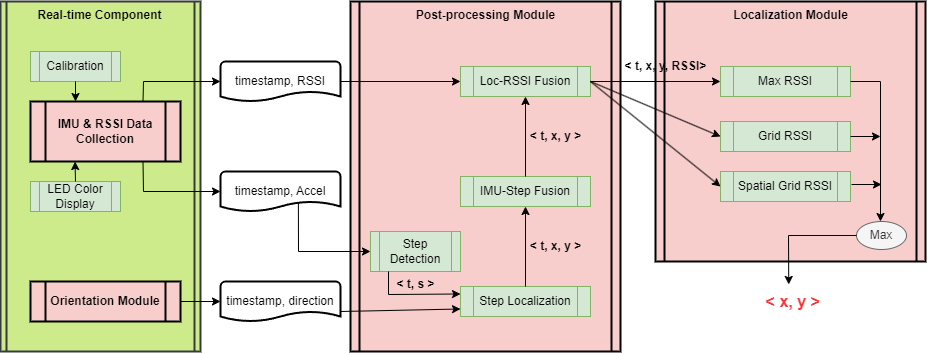 Real-time Component
Post-processing Module
Localization Module
Calibration
IMU & RSSI Data
Collection
LED Color
Display
Orientation Module
timestamp, RSSI
timestamp, Accel
timestamp, direction
Loc-RSSI Fusion
< t, x, y >
IMU-Step Fusion
< t, x, y >
Step
Detection
< t, s >
Step Localization
< t, x, y, RSSI>
Max RSSI
Grid RSSI
Spatial Grid RSSI
Max
< x, y >